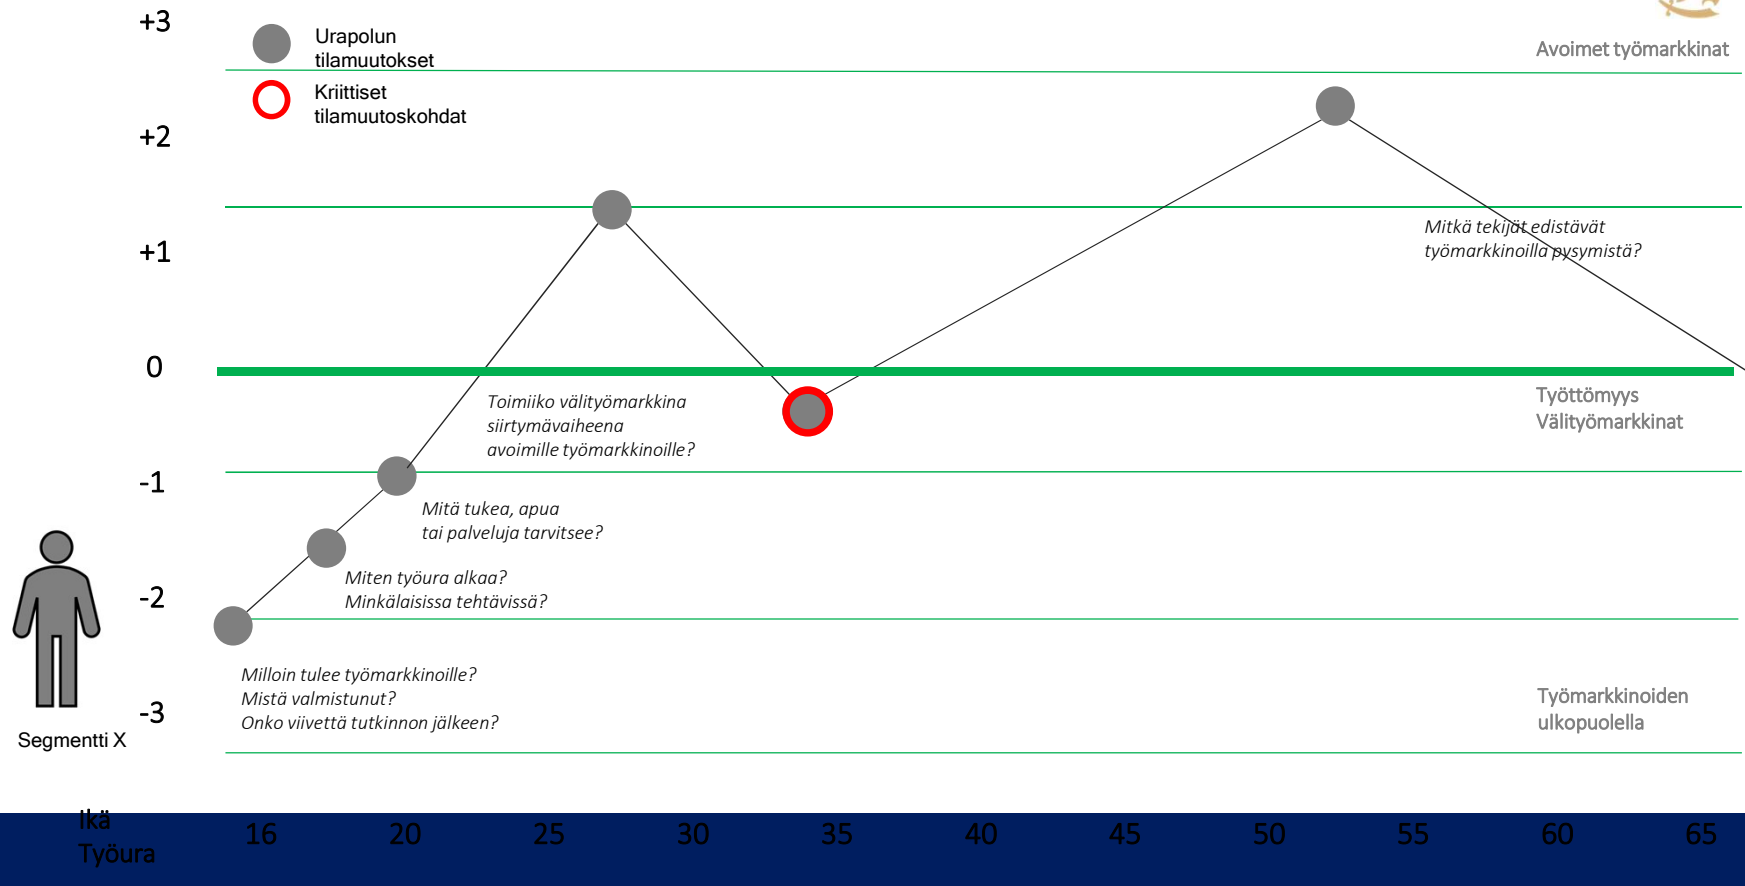 +3
Urapolun
tilamuutokset
Avoimet työmarkkinat
Kriittiset
tilamuutoskohdat
+2
Mitkä tekijät edistävät
työmarkkinoilla pysymistä?
+1
0
Toimiiko välityömarkkina
siirtymävaiheena
avoimille työmarkkinoille?
Työttömyys
Välityömarkkinat
-1
Mitä tukea, apua
tai palveluja tarvitsee?
Miten työura alkaa?
Minkälaisissa tehtävissä?
-2
Milloin tulee työmarkkinoille?
Mistä valmistunut?
Onko viivettä tutkinnon jälkeen?
Työmarkkinoiden
ulkopuolella
-3
Segmentti X
Ikä
Työura
16 20 25 30 35 40 45 50 55 60 65